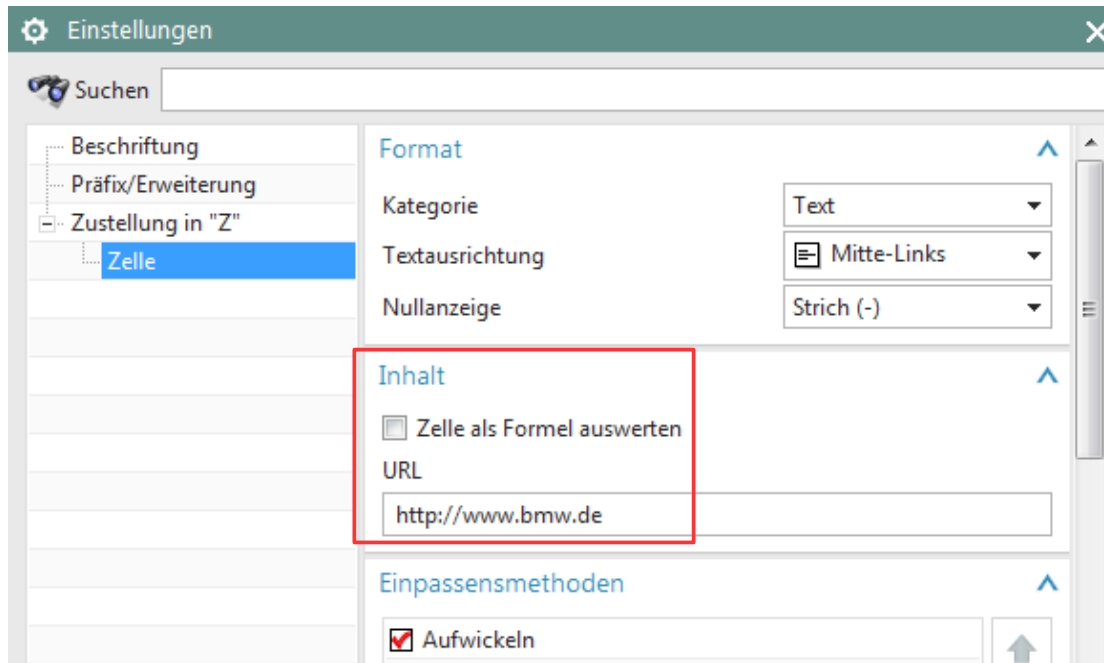 Einstellungen
Suchen
Beschriftung
Präfix/Erweiterung
Zustellung in "Z"
Zelle
Format
Kategorie
Text
Textausrichtung
Mitte-Links
Nullanzeige
Strich (-)
Inhalt
Zelle als Formel auswerten
URL
http://www.bmw.de
Einpassensmethoden
Aufwickeln